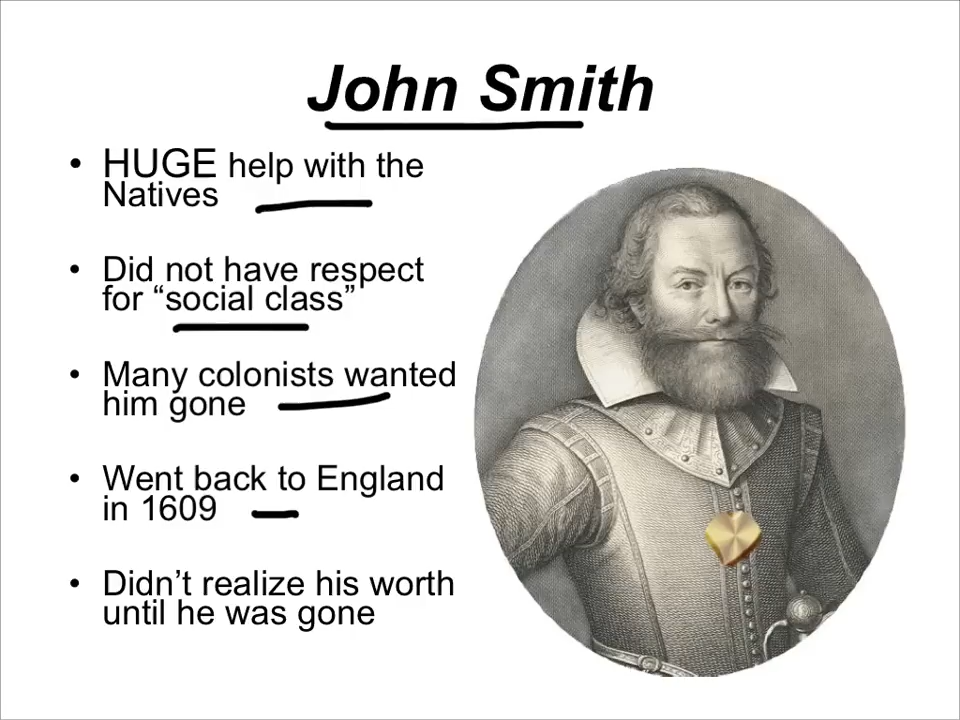 John Smith
• HUGE help with the
Natives
• Did not have respect
for “social class”
• Many colonists wanted
him gone
• Went back to England
in 1609
• Didn’t realize his worth
until he was gone